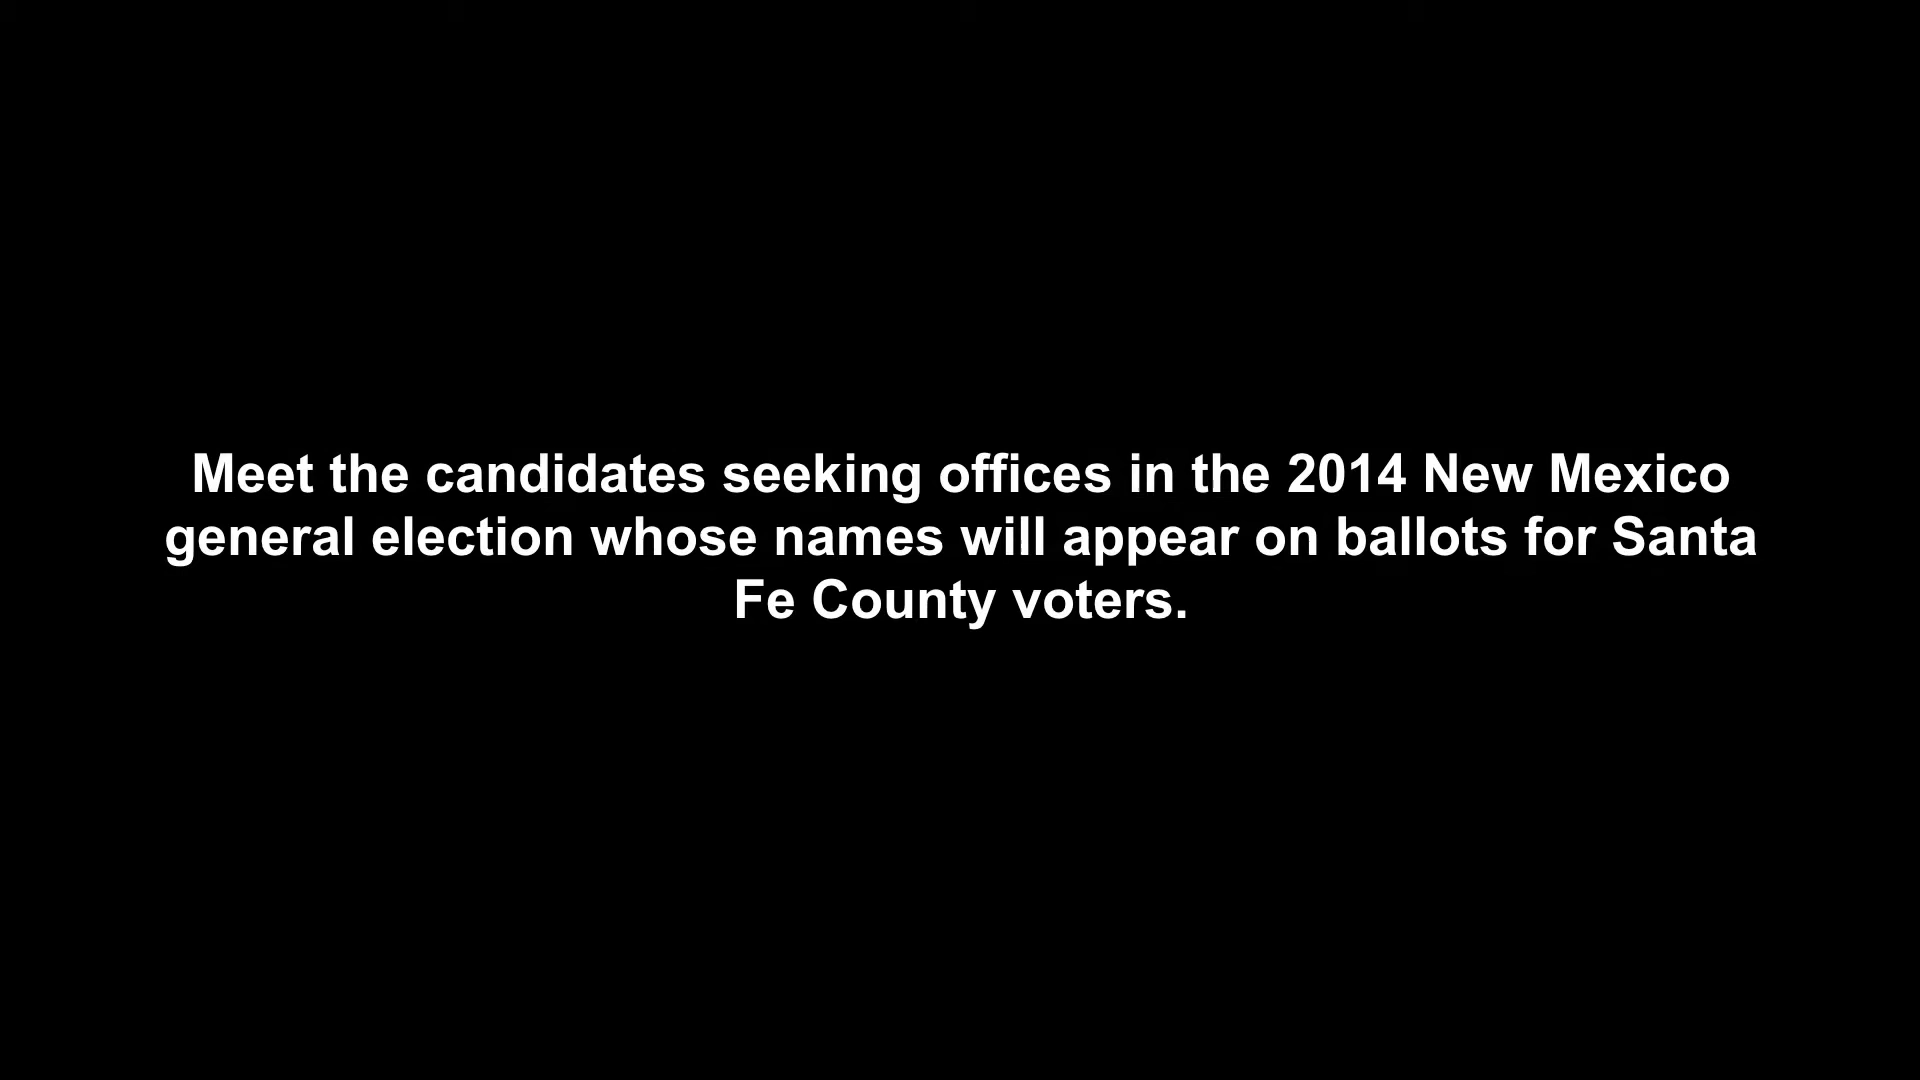 Meet the candidates seeking offices in the 2014 New Mexico
general election whose names will appear on ballots for Santa
Fe County voters.